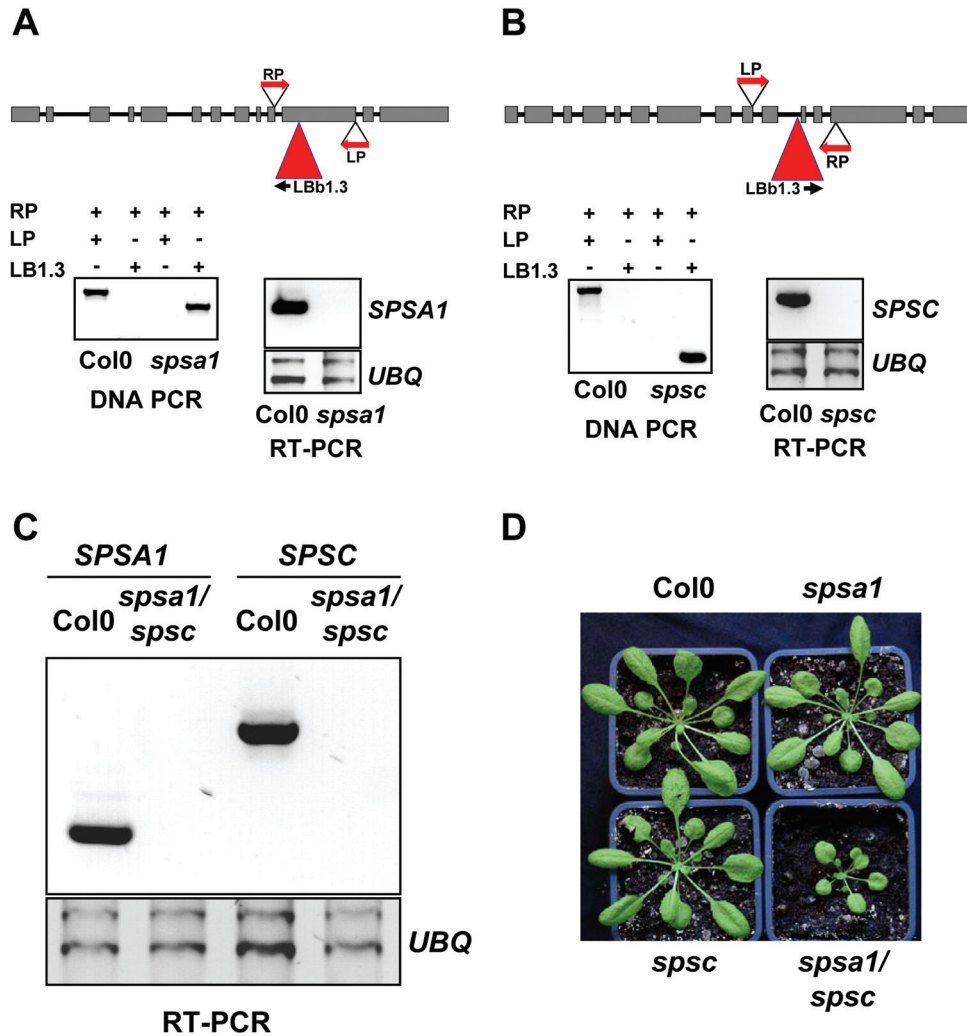 A
RP
LP
LBb1.3
RP + + + +
LP + - + -
LB1.3 - + - +
SPSA1
UBQ
Col0 spsa1
DNA PCR
Col0 spsa1
RT-PCR
B
LP
RP
LBb1.3
RP + + + +
LP + - + -
LB1.3 - + - +
SPSC
UBQ
Col0 spsc
DNA PCR
Col0 spsc
RT-PCR
C
SPSA1 SPSC
Col0 spsa1/ Col0 spsa1/
spsc spsc
UBQ
RT-PCR
D
Col0 spsa1
spsc spsa1/
spsc